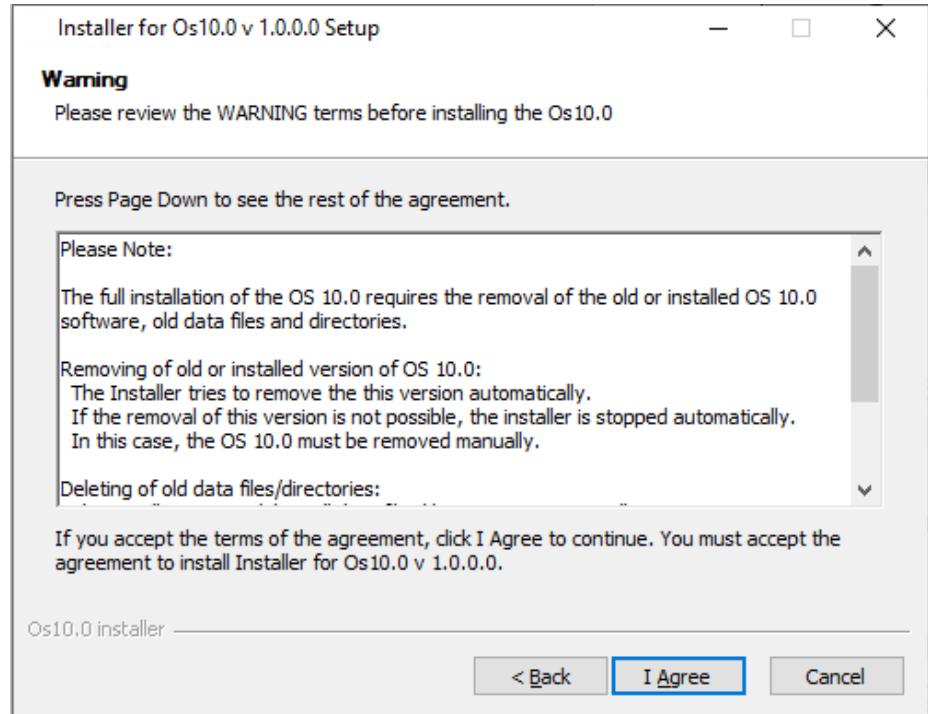 Installer for Os10.0 v 1.0.0.0 Setup
Warning
Please review the WARNING terms before installing the Os10.0
Press Page Down to see the rest of the agreement.
Please Note:
The full installation of the OS 10.0 requires the removal of the old or installed OS 10.0
software, old data files and directories.
Removing of old or installed version of OS 10.0:
The Installer tries to remove the this version automatically.
If the removal of this version is not possible, the installer is stopped automatically.
In this case, the OS 10.0 must be removed manually.
Deleting of old data files/directories:
If you accept the terms of the agreement, click I Agree to continue. You must accept the
agreement to install Installer for Os10.0 v 1.0.0.0.
Os10.0 installer
< Back I Agree Cancel